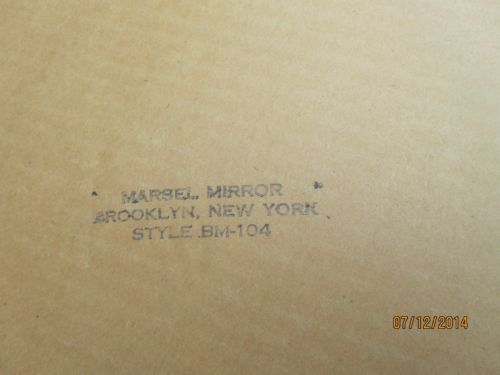 MARSEL MIRROR
BROOKLYN, NEW YORK
STYLE BM-104
07/12/2014